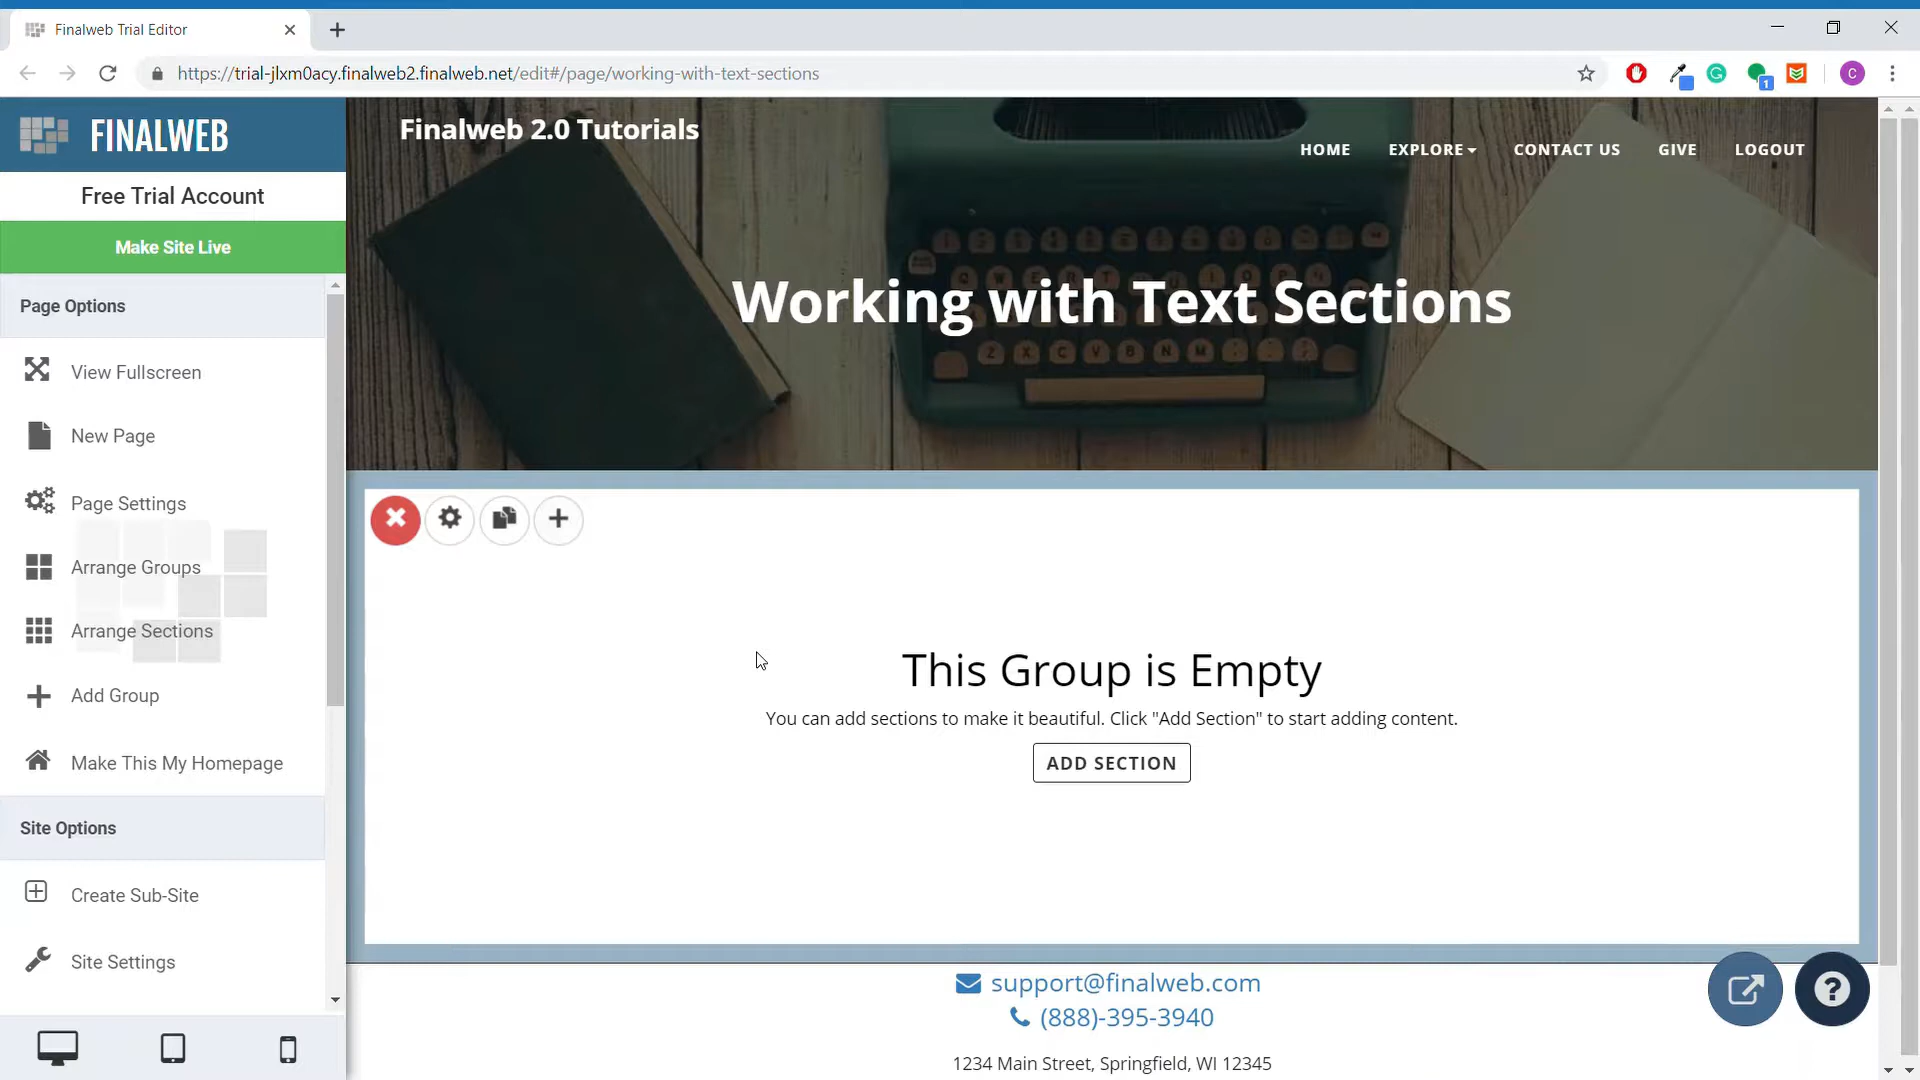 Finalweb Trial Editor
https://trial-jlxm0acy.finalweb2.finalweb.net/edit#/page/working-with-text-sections
1
C
FINALWEB
Free Trial Account
Make Site Live
Page Options
View Fullscreen
New Page
Page Settings
Arrange Groups
Arrange Sections
Add Group
Make This My Homepage
Site Options
Create Sub-Site
Site Settings
Finalweb 2.0 Tutorials
HOME
EXPLORE
CONTACT US
GIVE
LOGOUT
Working with Text Sections
This Group is Empty
You can add sections to make it beautiful. Click "Add Section" to start adding content.
ADD SECTION
support@finalweb.com
(888)-395-3940
1234 Main Street, Springfield, WI 12345